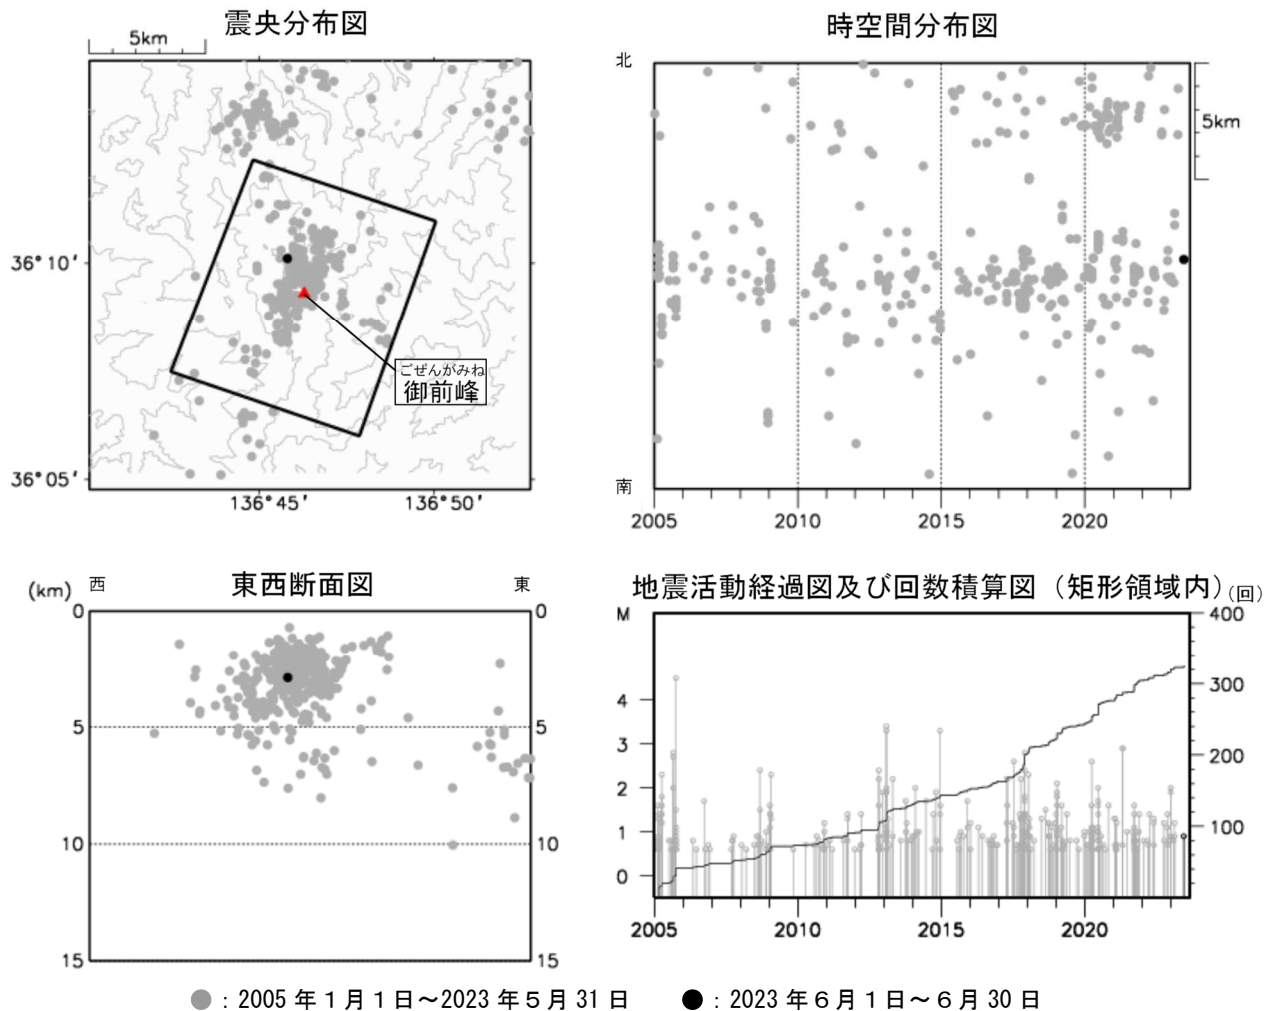 震央分布図
5km
36°10′
36°05′
136°45′
136°50′
ごぜんがみね
御前峰
時空間分布図
北
南
5km
2005
2010
2015
2020
東西断面図
(km)
西
東
0
0
5
5
10
10
15
15
地震活動経過図及び回数積算図（矩形領域内）(回)
M
400
4
300
3
200
2
1
100
0
2005
2010
2015
2020
：2005年１月１日～2023年５月31日
：2023年６月１日～６月30日